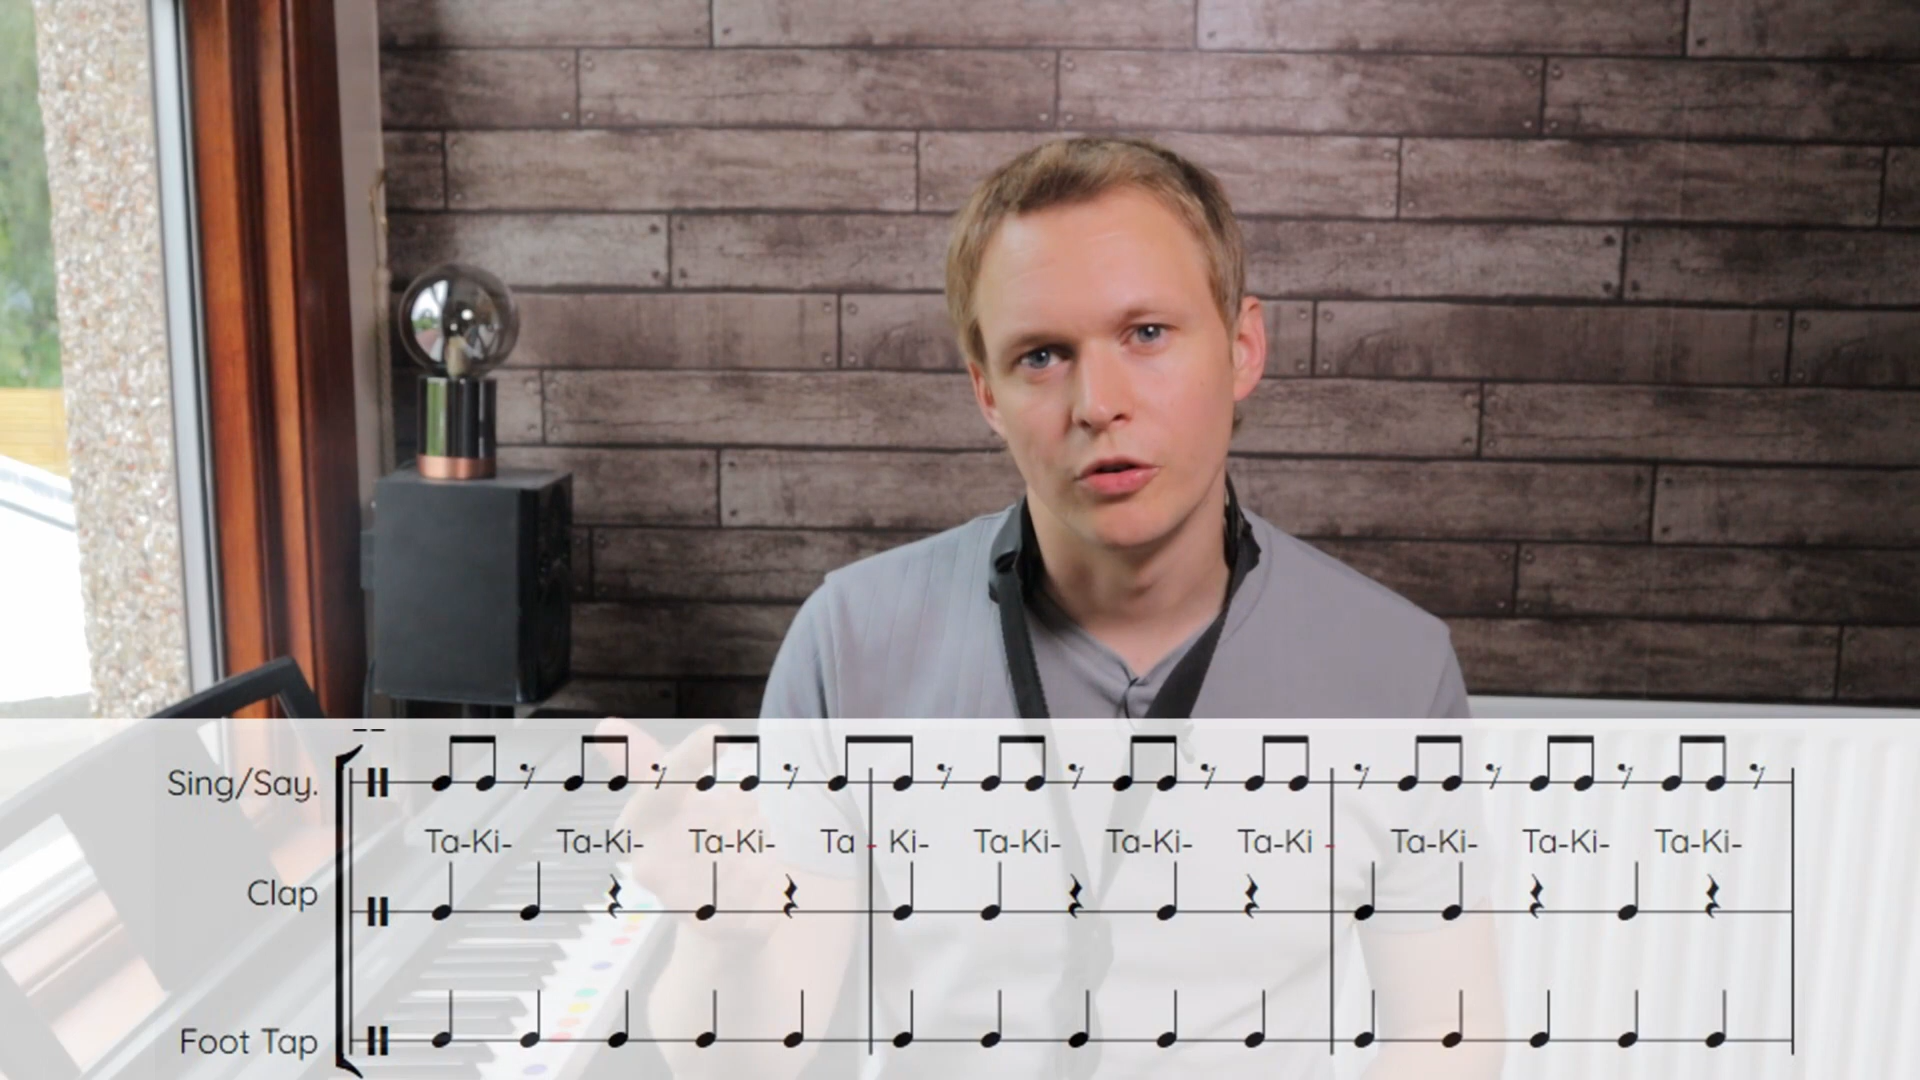 Sing/Say.
Ta-Ki- Ta-Ki- Ta-Ki- Ta - Ki- Ta-Ki- Ta-Ki- Ta-Ki - Ta-Ki- Ta-Ki- Ta-Ki-
Clap
Foot Tap